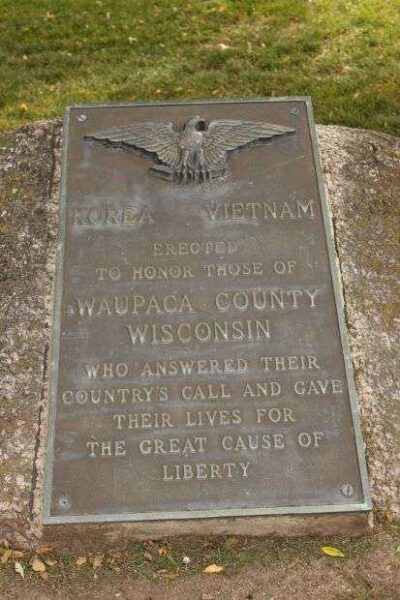 KOREA VIETNAM
ERECTED
TO HONOR THOSE OF
WAUPACA COUNTY
WISCONSIN
WHO ANSWERED THEIR
COUNTRY'S CALL AND GAVE
THEIR LIVES FOR
THE GREAT CAUSE OF
LIBERTY